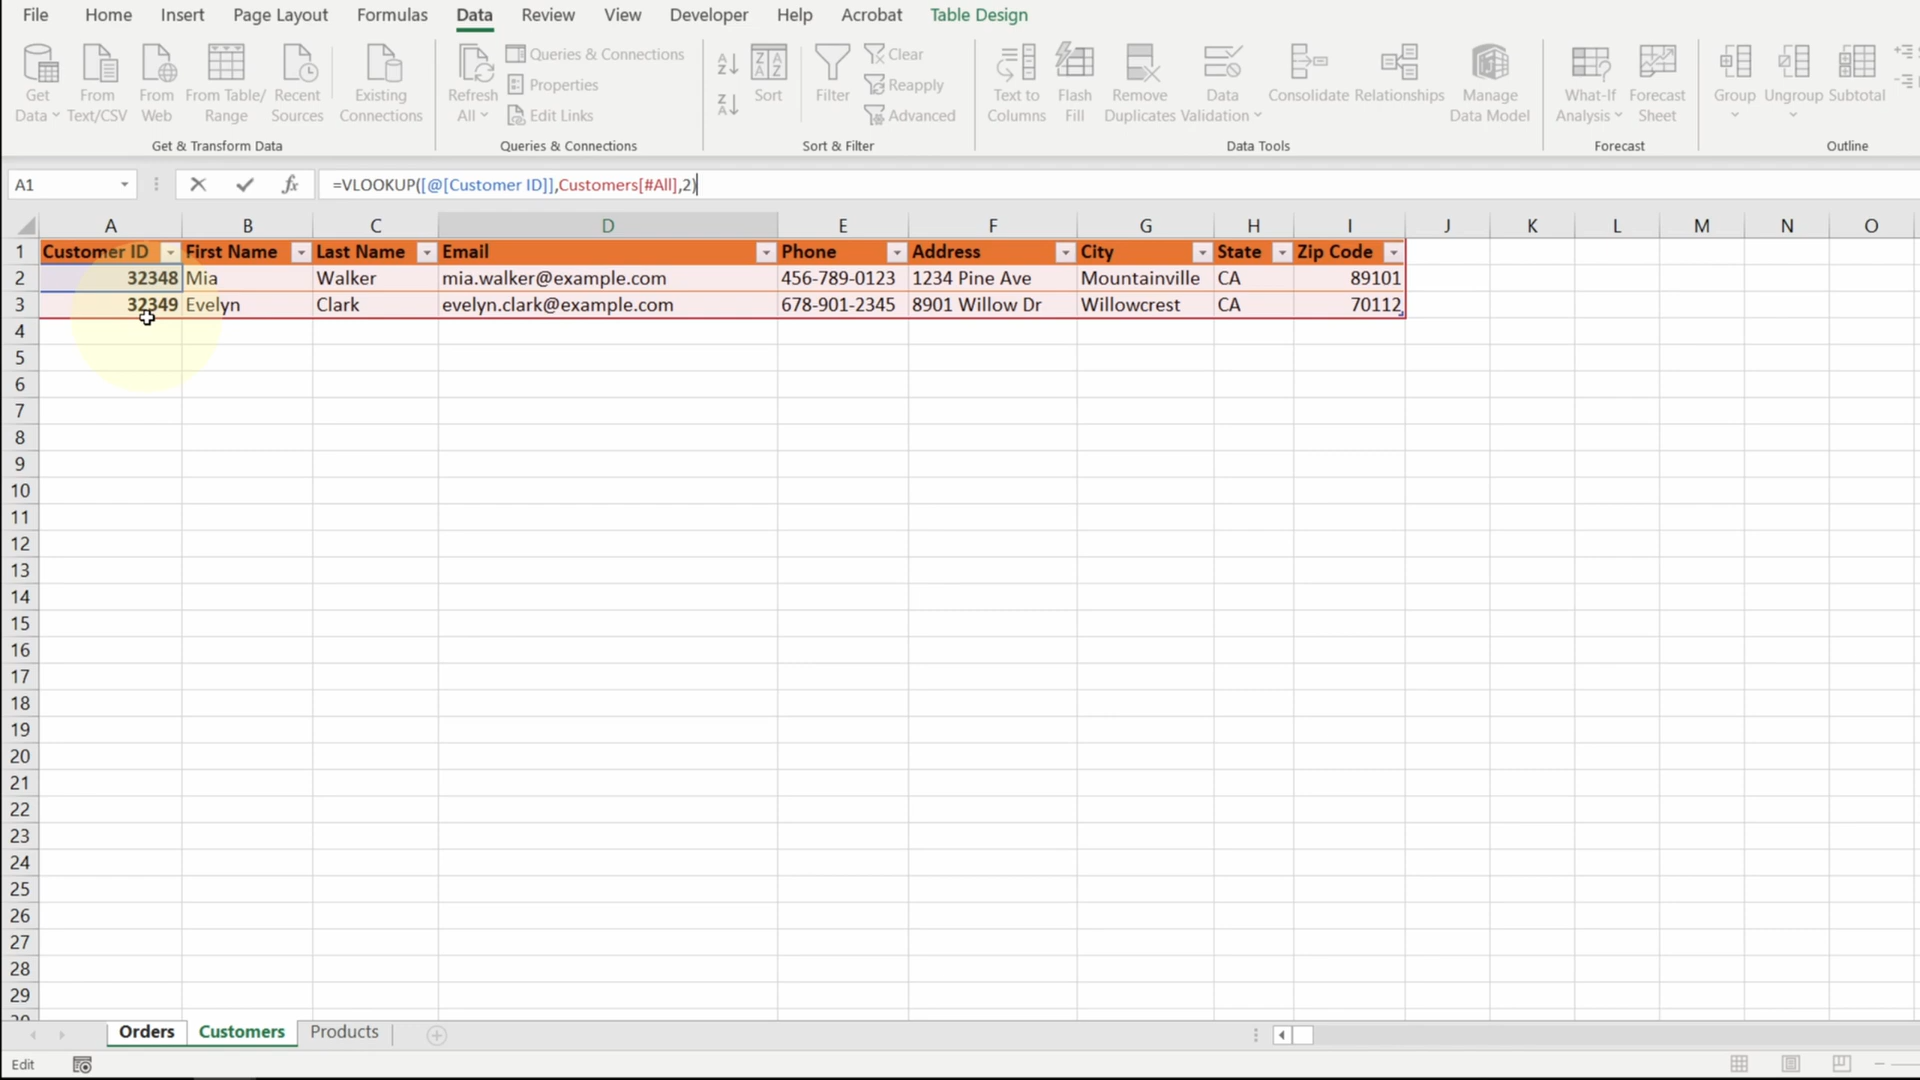 File Home Insert Page Layout Formulas Data Review View Developer Help Acrobat Table Design
Get Data
From Text/CSV
From Web
From Table/ Range
Recent Sources
Existing Connections
Get & Transform Data
Refresh All
Queries & Connections
Properties
Edit Links
Queries & Connections
Sort
Filter
Clear
Reapply
Advanced
Sort & Filter
Text to Columns
Flash Fill
Remove Duplicates
Data Validation
Consolidate
Relationships
Manage Data Model
Data Tools
What-If Analysis
Forecast Sheet
Forecast
Group
Ungroup
Subtotal
Outline
A1 fx =VLOOKUP([@[Customer ID]],Customers[#All],2)
A B C D E F G H I J K L M N O
1 Customer ID First Name Last Name Email Phone Address City State Zip Code
2 32348 Mia Walker mia.walker@example.com 456-789-0123 1234 Pine Ave Mountainville CA 89101
3 32349 Evelyn Clark evelyn.clark@example.com 678-901-2345 8901 Willow Dr Willowcrest CA 70112
4
5
6
7
8
9
10
11
12
13
14
15
16
17
18
19
20
21
22
23
24
25
26
27
28
29
Orders Customers Products
Edit